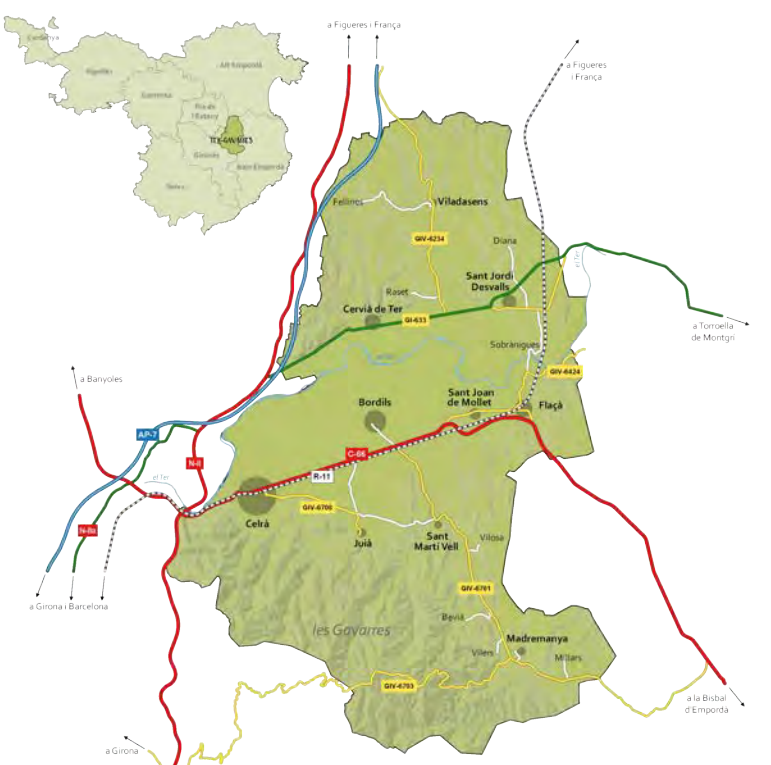 a Figueres i França
a Figueres
i França
Cerdanya
Ripollès
Alt Empordà
Garrotxa
Pla de
l'Estany
TER-GAVARRES
Gironès
Baix Empordà
Selva
Fellines
Viladasens
GIV-6234
Diana
el Ter
Sant Jordi
Desvalls
Raset
Cervià de Ter
GI-633
a Torroella
de Montgrí
Sobrànigues
a Banyoles
GIV-6424
Sant Joan
de Mollet
Bordils
Flaçà
AP-7
C-66
N-II
R-11
el Ter
GIV-6700
Celrà
N-IIa
Juià
Sant
Martí Vell
Vilosa
GIV-6701
a Girona i Barcelona
Bevià
les Gavarres
Madremanya
Vilers
Millars
GIV-6703
a la Bisbal
d'Empordà
a Girona